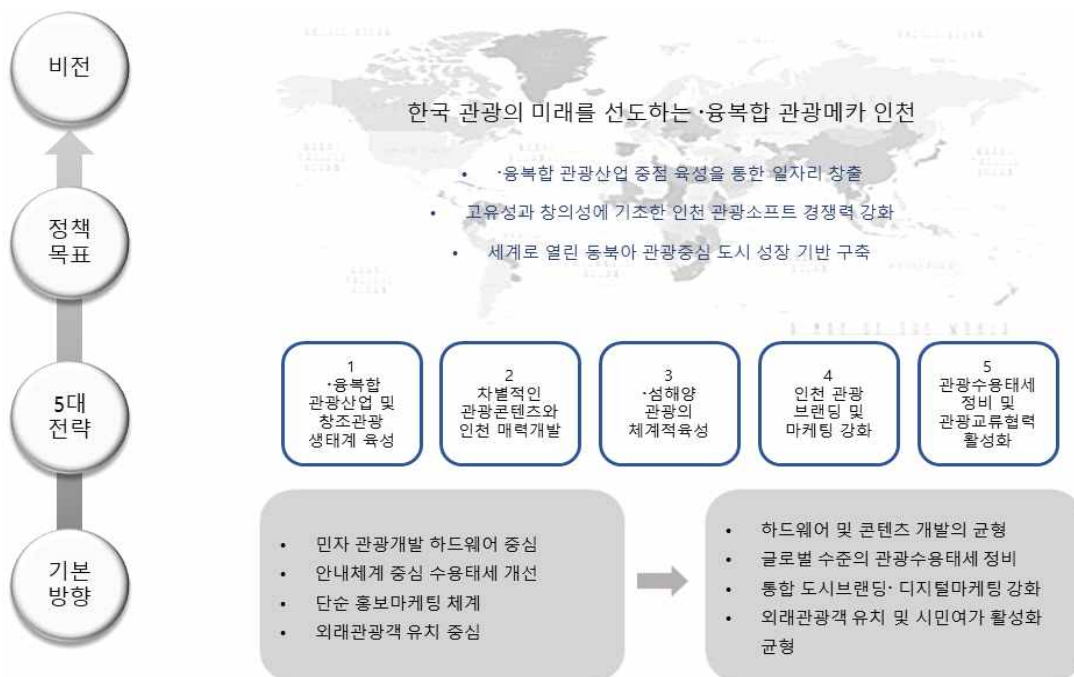 비전
한국 관광의 미래를 선도하는 ·융복합 관광메카 인천
정책
목표
• ·융복합 관광산업 중점 육성을 통한 일자리 창출
• 고유성과 창의성에 기초한 인천 관광소프트 경쟁력 강화
• 세계로 열린 동북아 관광중심 도시 성장 기반 구축
A MAP OF THE WORLD
5대
전략
1
·융복합
관광산업 및
창조관광
생태계 육성
2
차별적인
관광콘텐츠와
인천 매력개발
3
·섬해양
관광의
체계적육성
4
인천 관광
브랜딩 및
마케팅 강화
5
관광수용태세
정비 및
관광교류협력
활성화
기본
방향
• 민자 관광개발 하드웨어 중심
• 안내체계 중심 수용태세 개선
• 단순 홍보마케팅 체계
• 외래관광객 유치 중심
• 하드웨어 및 콘텐츠 개발의 균형
• 글로벌 수준의 관광수용태세 정비
• 통합 도시브랜딩· 디지털마케팅 강화
• 외래관광객 유치 및 시민여가 활성화
균형